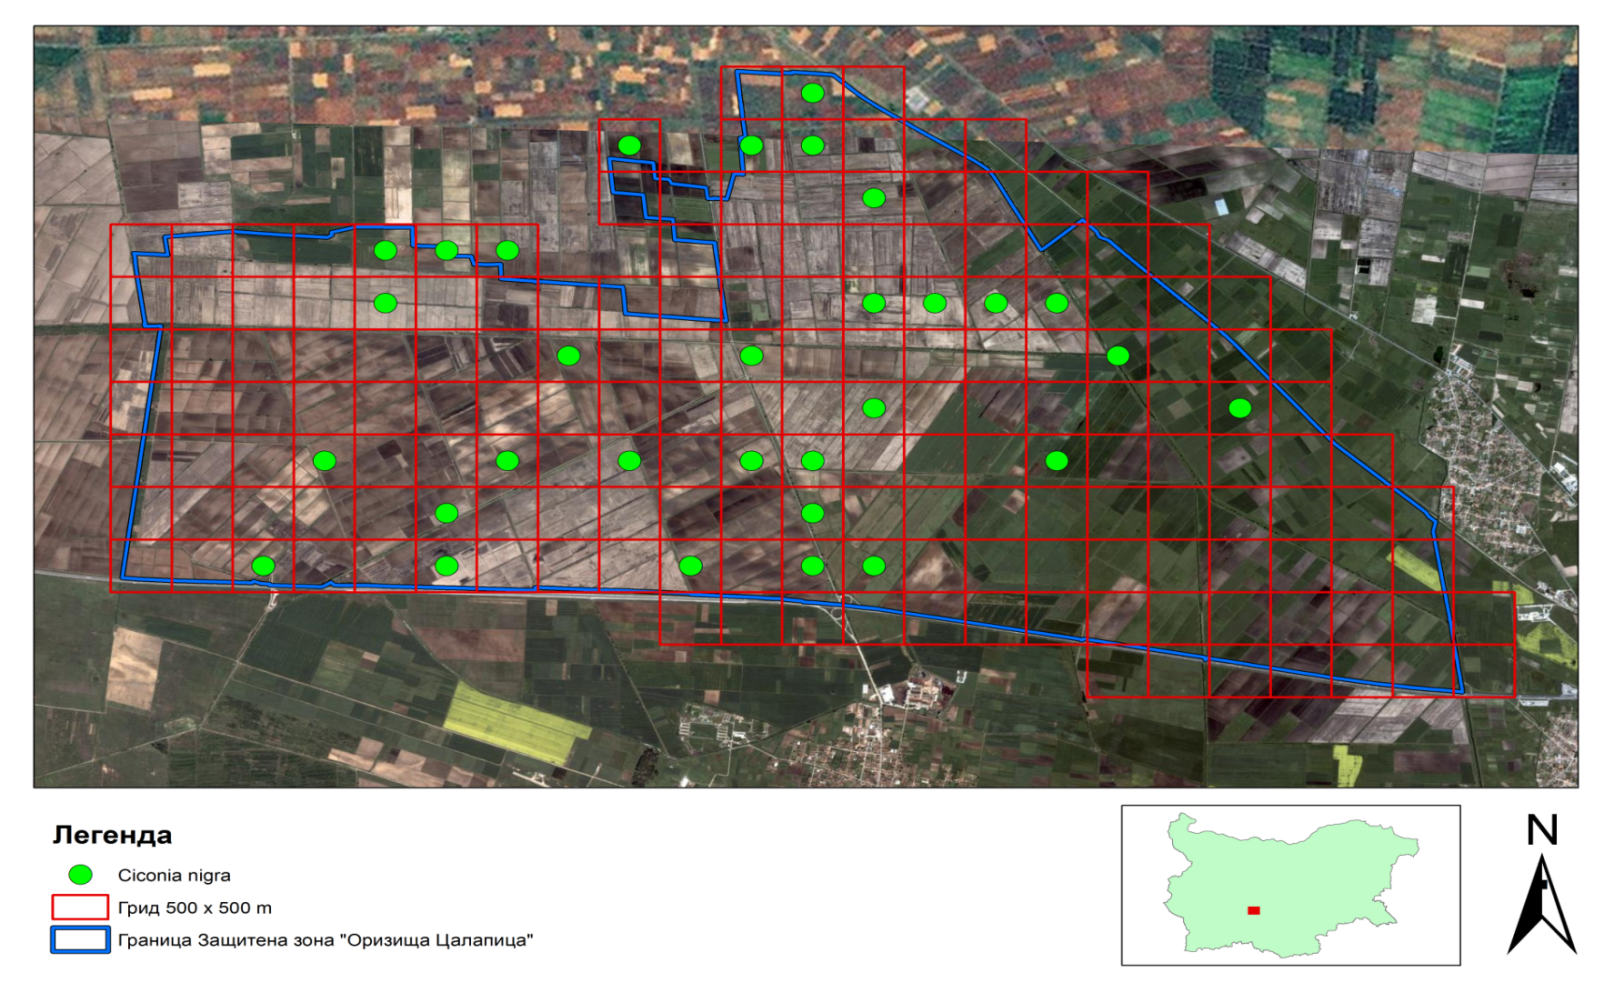 Легенда
Ciconia nigra
Грид 500 x 500 m
Граница Защитена зона "Оризища Цалапица"
N